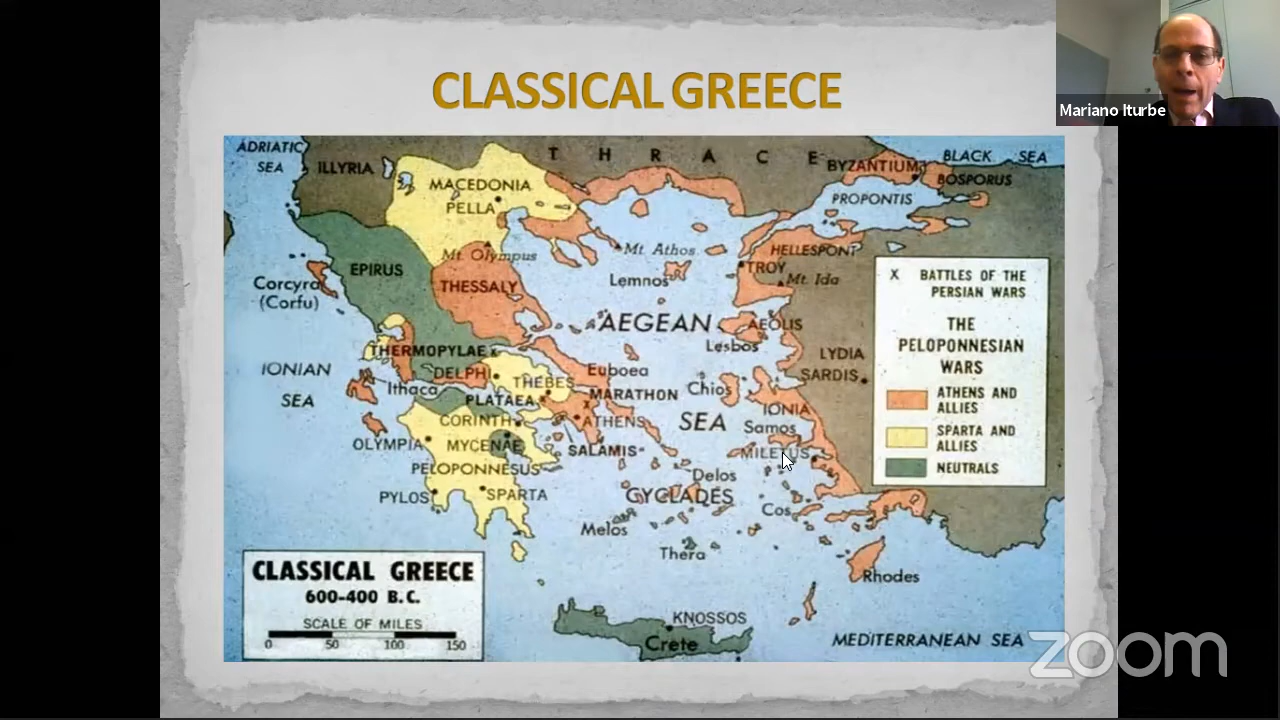 CLASSICAL GREECE
Mariano Iturbe
ADRIATIC
SEA
ILLYRIA
THRACE
BYZANTIUM
BLACK SEA
BOSPORUS
MACEDONIA
PELLA
PROPONTIS
Mt. Olympus
Mt. Athos
HELLESPONT
TROY
Mt. Ida
EPIRUS
Corcyra
(Corfu)
THESSALY
Lemnos
AEGEAN
AEOLIS
Lesbos
THERMOPYLAE x
LYDIA
SARDIS
IONIAN
SEA
DELPHI
Euboea
Ithaca
THEBES
MARATHON
Chios
PLATAEA x
x
IONIA
CORINTH
ATHENS
SEA
Samos
OLYMPIA
MYCENAE
SALAMIS
MILETUS
PELOPONNESUS
Delos
PYLOS
SPARTA
CYCLADES
Melos
Cos
Thera
Rhodes
KNOSSOS
Crete
MEDITERRANEAN SEA
X BATTLES OF THE
PERSIAN WARS
THE
PELOPONNESIAN
WARS
ATHENS AND
ALLIES
SPARTA AND
ALLIES
NEUTRALS
CLASSICAL GREECE
600-400 B.C.
SCALE OF MILES
0 50 100 150
zoom